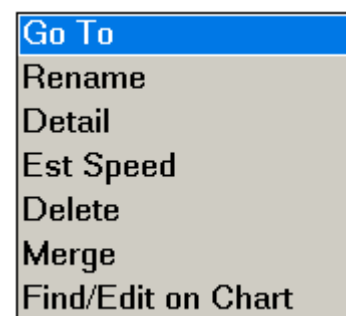 Go To
Rename
Detail
Est Speed
Delete
Merge
Find/Edit on Chart